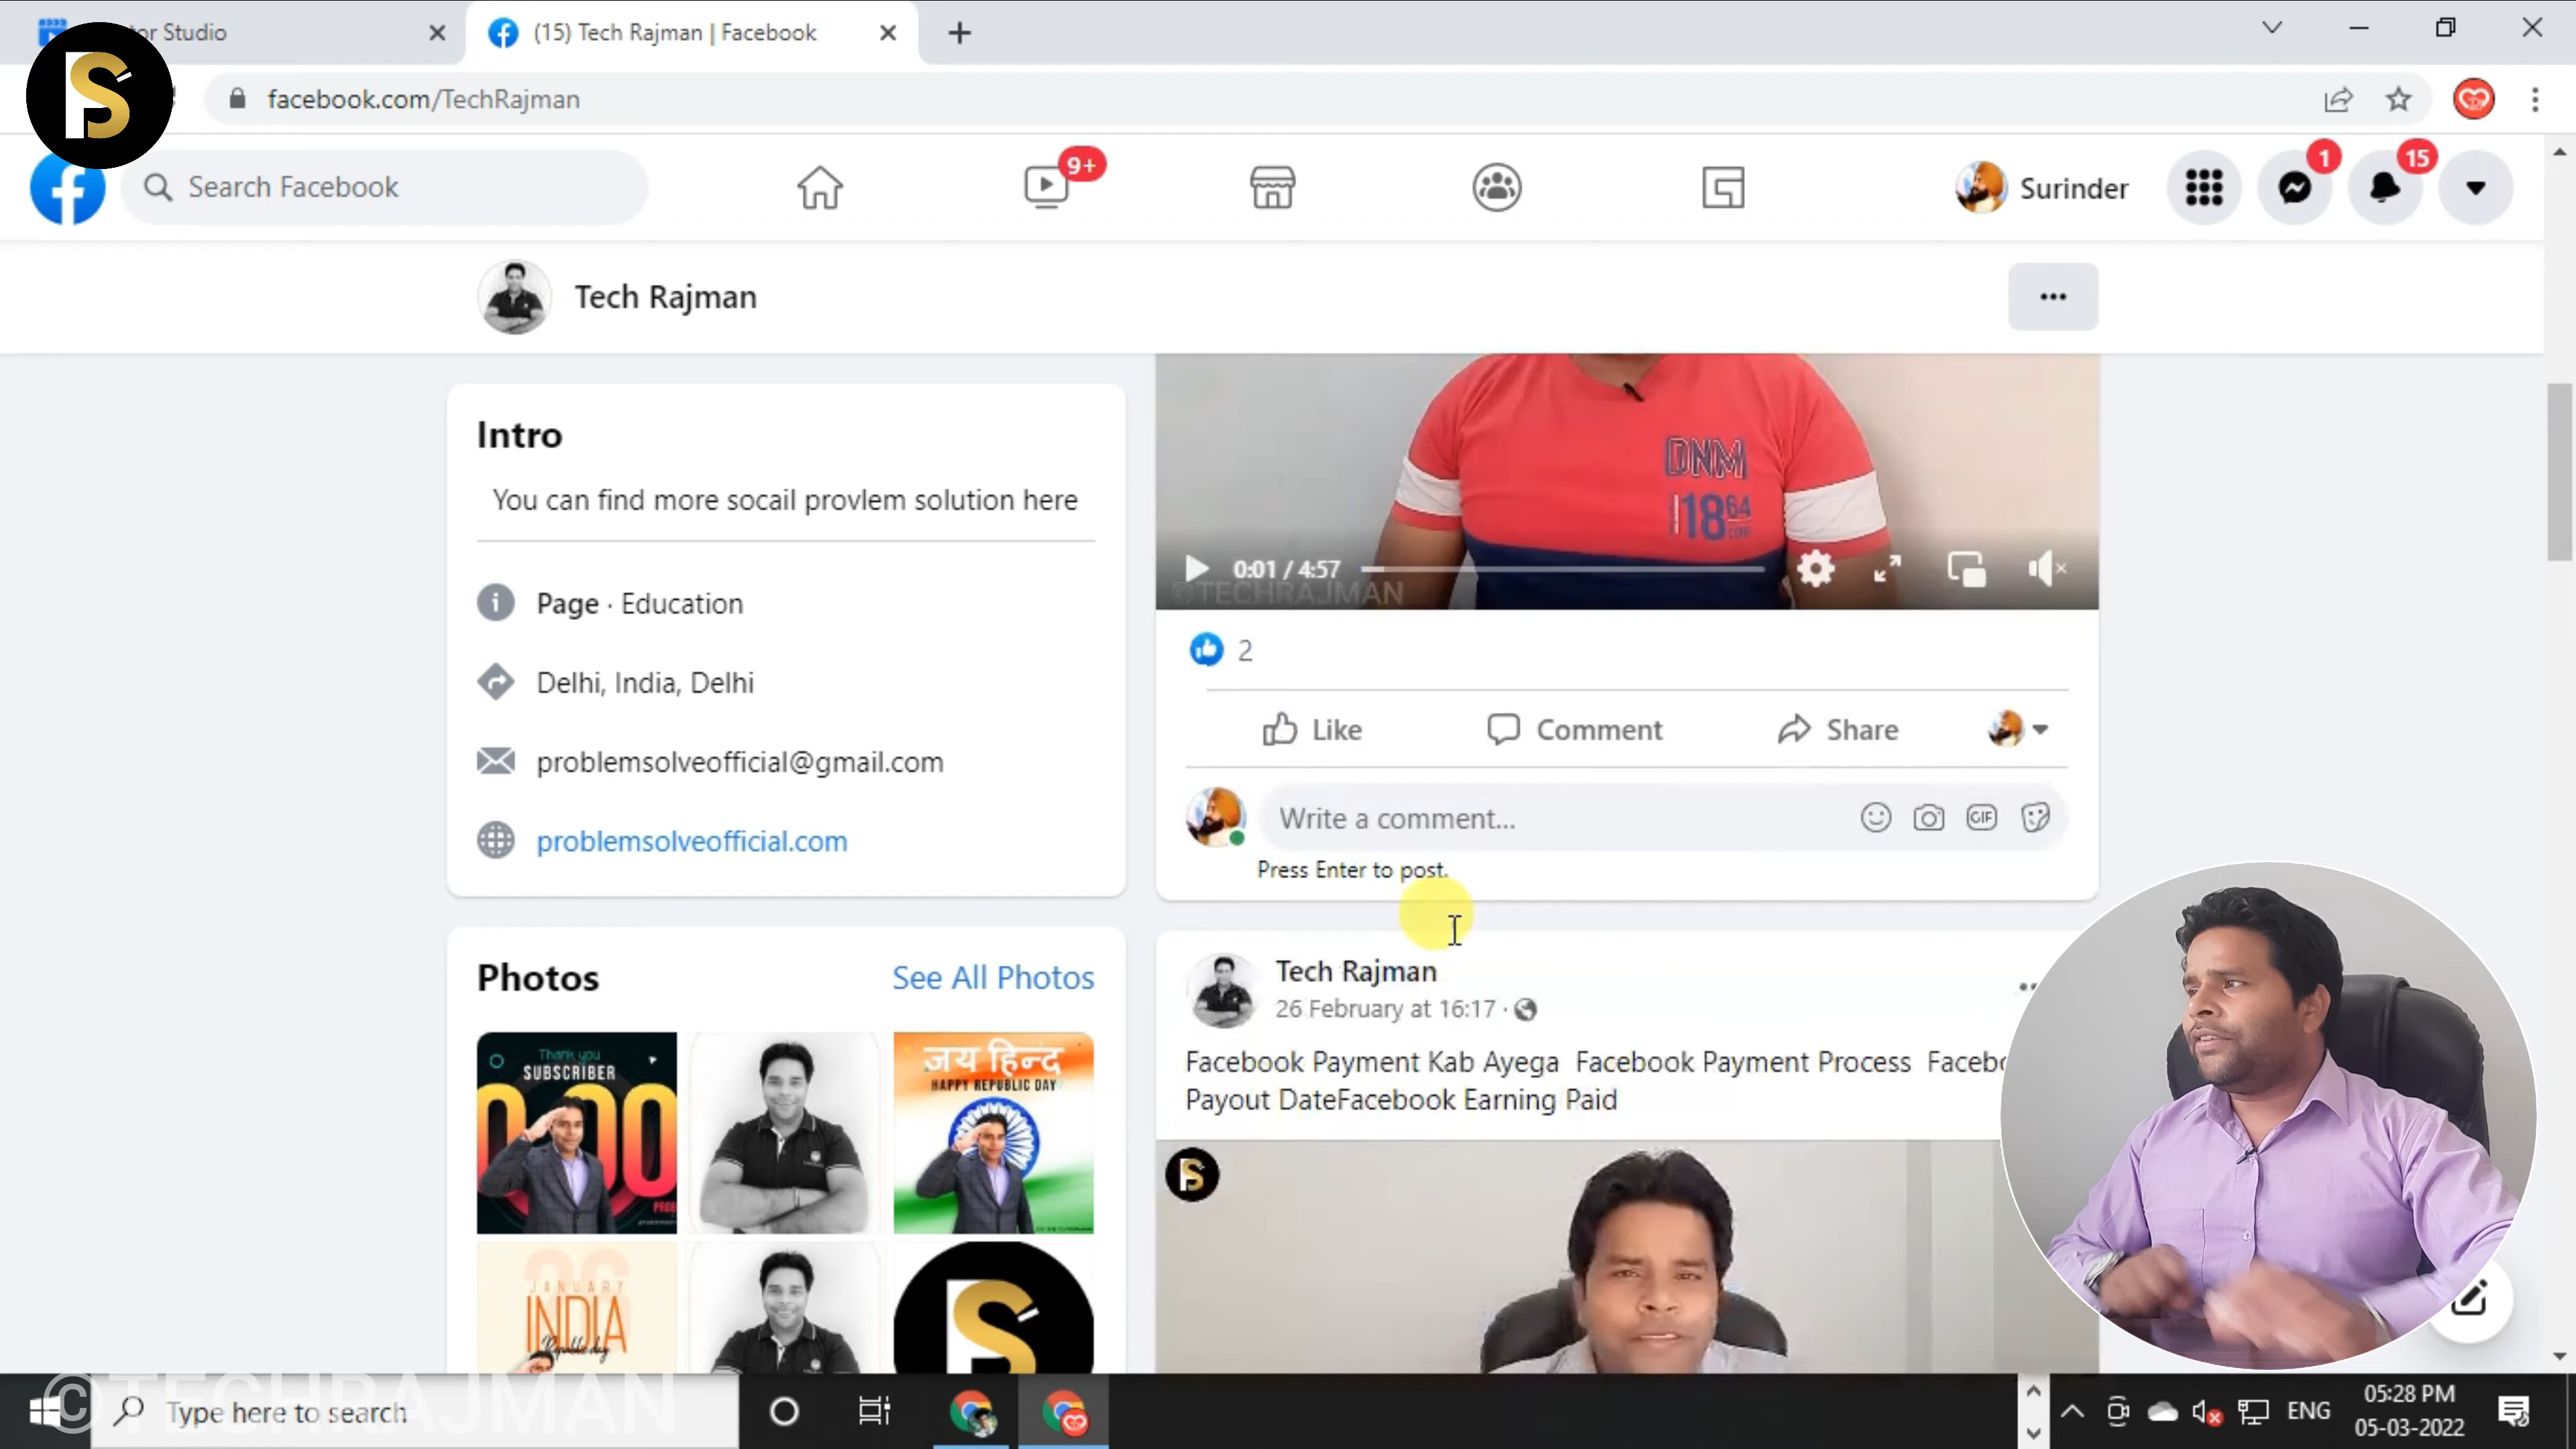 or Studio
(15) Tech Rajman | Facebook
facebook.com/TechRajman
Search Facebook
9+
Surinder
1
15
Tech Rajman
Intro
You can find more socail provlem solution here
Page · Education
Delhi, India, Delhi
problemsolveofficial@gmail.com
problemsolveofficial.com
Photos
See All Photos
Thank you
SUBSCRIBER
जय हिन्द
HAPPY REPUBLIC DAY
JANUARY
INDIA
Republic day
DNM
1864
0:01 / 4:57
©TECHRAJMAN
2
Like
Comment
Share
Write a comment...
GIF
Press Enter to post.
Tech Rajman
26 February at 16:17 ·
Facebook Payment Kab Ayega Facebook Payment Process Facebo
Payout DateFacebook Earning Paid
©TECHRAJMAN
Type here to search
ENG
05:28 PM
05-03-2022